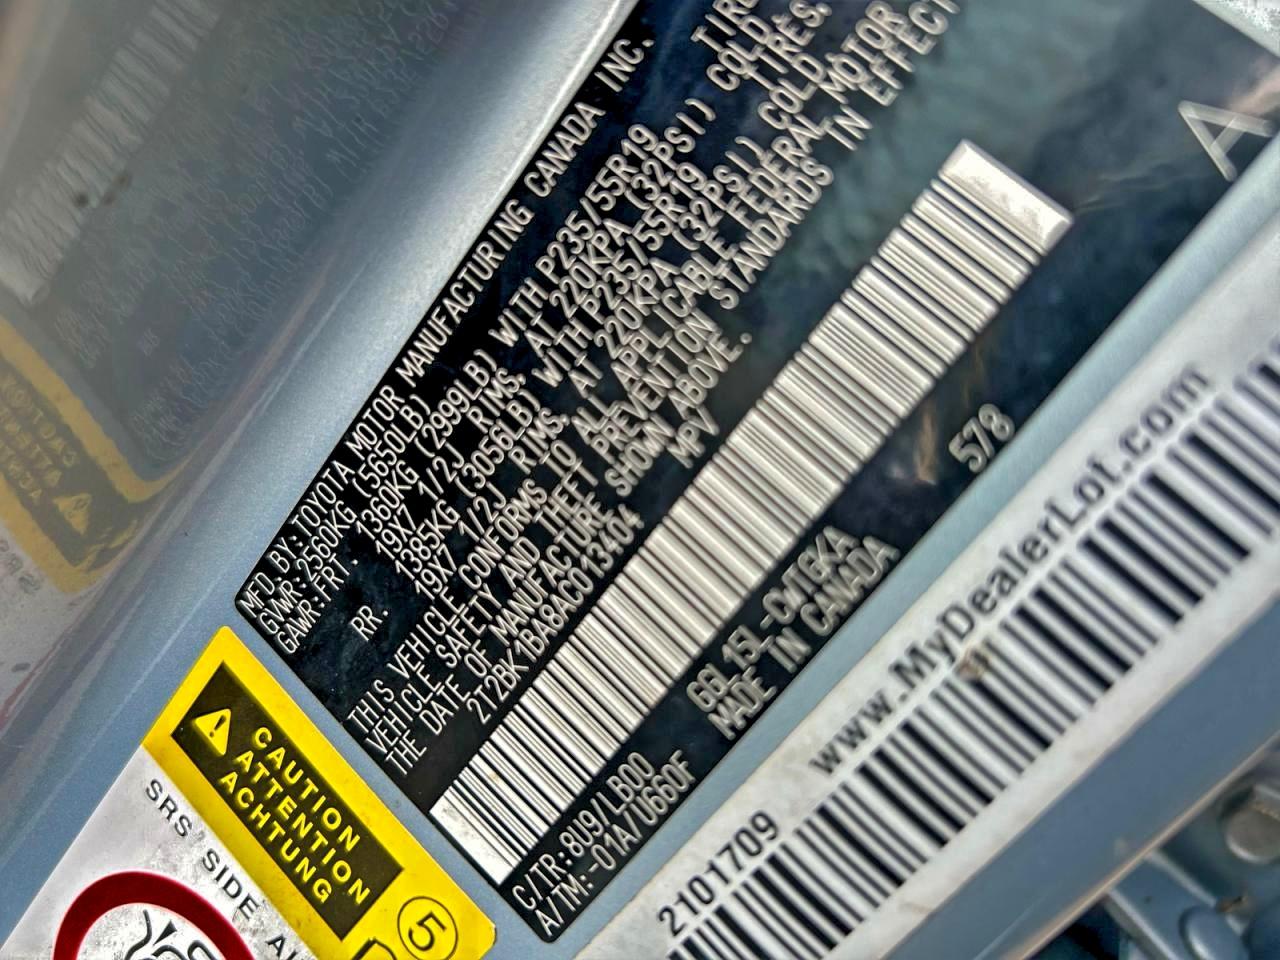 MFD. BY: TOYOTA MOTOR MANUFACTURING CANADA INC.
GVWR: 2560KG (5650LB)
GAWR: FRT. 1360KG (2999LB) WITH P235/55R19 TIRE
19X7 1/2J RIMS. AT 220KPA (32PSI) COLD
RR. 1385KG (3056LB) WITH P235/55R19 TIRES.
19X7 1/2J RIMS. AT 220KPA (32PSI) COLD.
THIS VEHICLE CONFORMS TO ALL APPLICABLE FEDERAL MOTOR
VEHICLE SAFETY AND THEFT PREVENTION STANDARDS IN EFFECT
THE DATE OF MANUFACTURE SHOWN ABOVE.
2T2BK1BA8AC013404 MPV
578
C/TR: 8U9/LB00 GGL15L-CWTGKA
A/TM:-01A/U660F MADE IN CANADA
A
CAUTION
ATTENTION
ACHTUNG
5
SRS SIDE
2101709 www.MyDealerLot.com